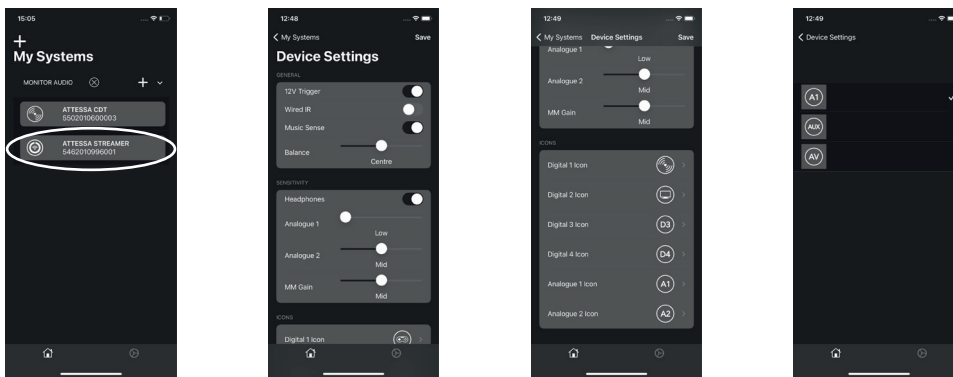 15:05
My Systems
MONITOR AUDIO
ATTESSA CDT
5502010600003
ATTESSA STREAMER
5462010996001
12:48
My Systems
Save
Device Settings
GENERAL
12V Trigger
Wired IR
Music Sense
Balance
Centre
SENSITIVITY
Headphones
Analogue 1
Low
Analogue 2
Mid
MM Gain
Mid
ICONS
Digital 1 Icon
12:49
My Systems
Device Settings
Save
Analogue 1
Low
Analogue 2
Mid
MM Gain
Mid
ICONS
Digital 1 Icon
Digital 2 Icon
Digital 3 Icon D3
Digital 4 Icon D4
Analogue 1 Icon A1
Analogue 2 Icon A2
12:49
Device Settings
A1
AUX
AV